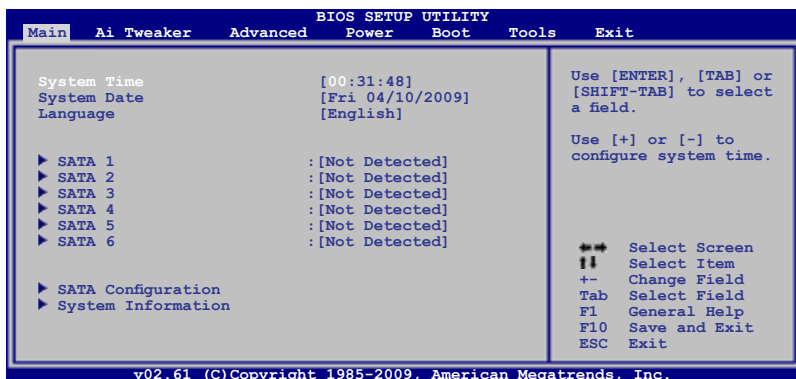 BIOS SETUP UTILITY
Main Ai Tweaker Advanced Power Boot Tools Exit
System Time [00:31:48]
System Date [Fri 04/10/2009]
Language [English]
SATA 1 :[Not Detected]
SATA 2 :[Not Detected]
SATA 3 :[Not Detected]
SATA 4 :[Not Detected]
SATA 5 :[Not Detected]
SATA 6 :[Not Detected]
SATA Configuration
System Information
Use [ENTER], [TAB] or
[SHIFT-TAB] to select
a field.
Use [+] or [-] to
configure system time.
Select Screen
Select Item
+- Change Field
Tab Select Field
F1 General Help
F10 Save and Exit
ESC Exit
v02.61 (C)Copyright 1985-2009, American Megatrends, Inc.